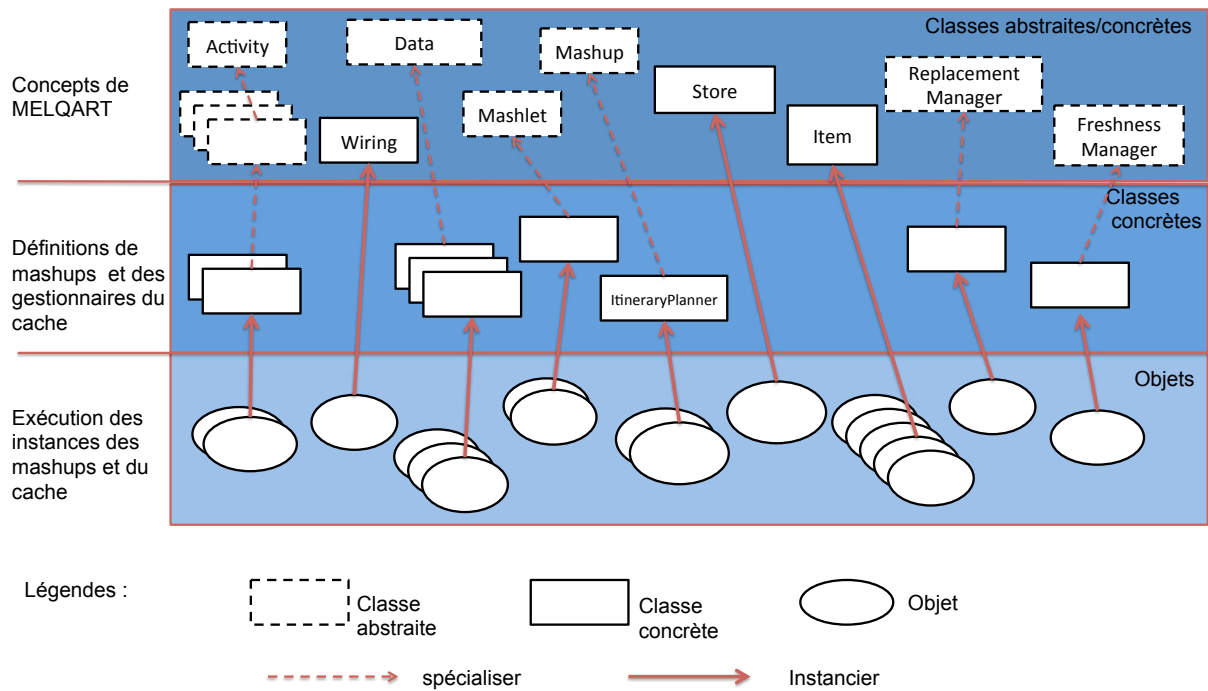 Classes abstraites/concrètes
Concepts de
MELQART
Activity
Data
Mashup
Store
Replacement
Manager
Wiring
Mashlet
Item
Freshness
Manager
Classes
concrètes
Définitions de
mashups et des
gestionnaires du
cache
ItineraryPlanner
Objets
Exécution des
instances des
mashups et du
cache
Légendes :
Classe
abstraite
Classe
concrète
Objet
spécialiser
Instancier